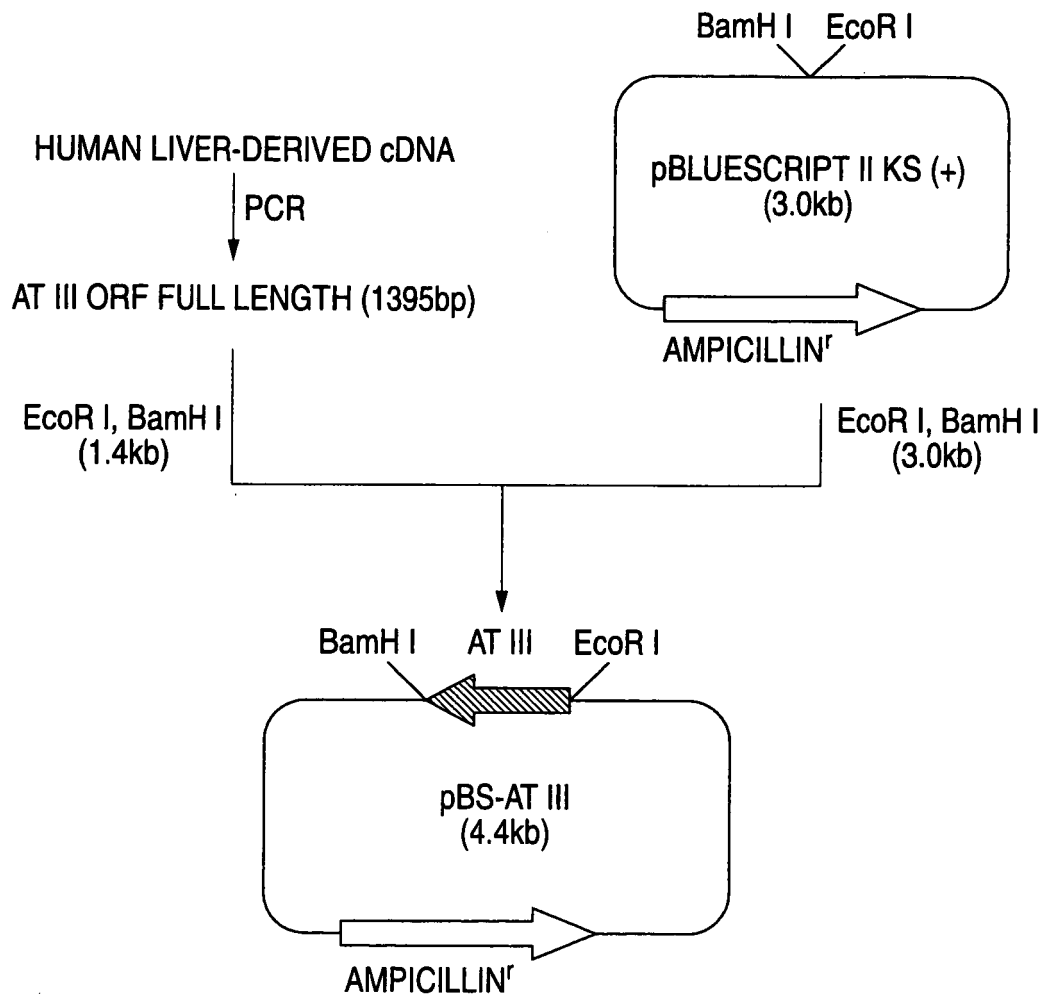 BamH I EcoR I
HUMAN LIVER-DERIVED cDNA
PCR
AT III ORF FULL LENGTH (1395bp)
pBLUESCRIPT II KS (+)
(3.0kb)
AMPICILLINʳ
EcoR I, BamH I
(1.4kb)
EcoR I, BamH I
(3.0kb)
BamH I AT III EcoR I
pBS-AT III
(4.4kb)
AMPICILLINʳ